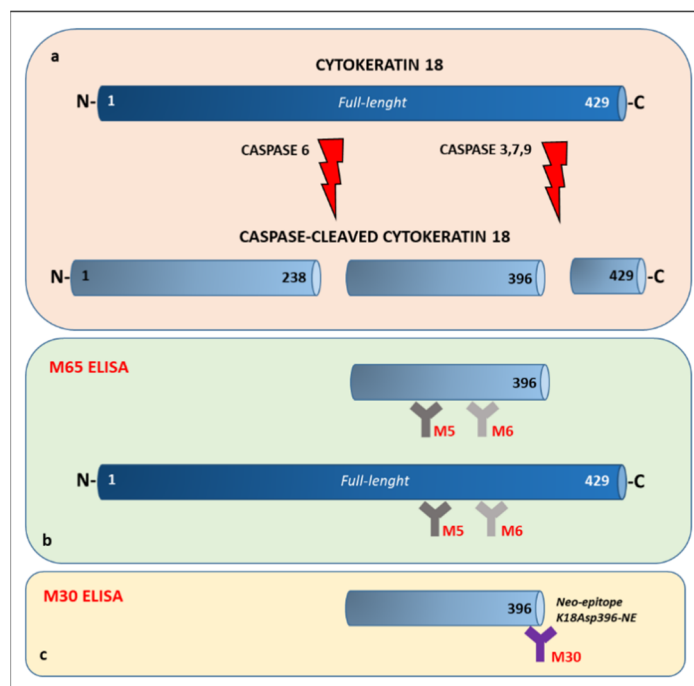 a
CYTOKERATIN 18
N- 1 Full-lenght 429 -C
CASPASE 6 CASPASE 3,7,9
CASPASE-CLEAVED CYTOKERATIN 18
N- 1 238 396 429 -C
M65 ELISA
396
M5 M6
N- 1 Full-lenght 429 -C
M5 M6
b
M30 ELISA
396 Neo-epitope
K18Asp396-NE
c M30